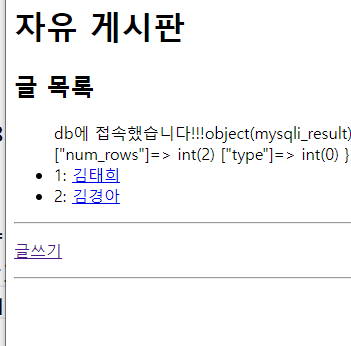 자유 게시판
글 목록
db에 접속했습니다!!!object(mysqli_result)
["num_rows"]=> int(2) ["type"]=> int(0) }
1: 김태희
2: 김경아
글쓰기